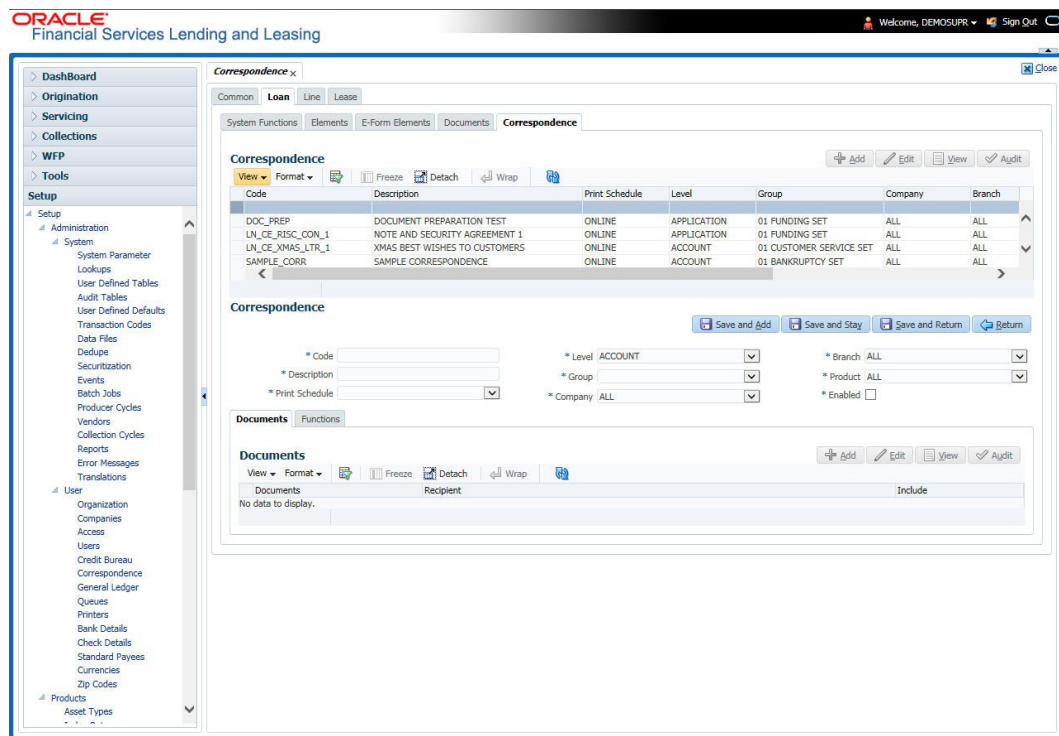 ORACLE
Financial Services Lending and Leasing
Welcome, DEMOSUPR
Sign Out
DashBoard
Origination
Servicing
Collections
WFP
Tools
Setup
Setup
Administration
System
System Parameter
Lookups
User Defined Tables
Audit Tables
User Defined Defaults
Transaction Codes
Data Files
Dedupe
Securitization
Events
Batch Jobs
Producer Cycles
Vendors
Collection Cycles
Reports
Error Messages
Translations
User
Organization
Companies
Access
Users
Credit Bureau
Correspondence
General Ledger
Queues
Printers
Bank Details
Check Details
Standard Payees
Currencies
Zip Codes
Products
Asset Types
Correspondence x
Close
Common Loan Line Lease
System Functions Elements E-Form Elements Documents Correspondence
Correspondence
Add Edit View Audit
View Format Freeze Detach Wrap
Code Description Print Schedule Level Group Company Branch
DOC_PREP DOCUMENT PREPARATION TEST ONLINE APPLICATION 01 FUNDING SET ALL ALL
LN_CE_RISC_CON_1 NOTE AND SECURITY AGREEMENT 1 ONLINE APPLICATION 01 FUNDING SET ALL ALL
LN_CE_XMAS_LTR_1 XMAS BEST WISHES TO CUSTOMERS ONLINE ACCOUNT 01 CUSTOMER SERVICE SET ALL ALL
SAMPLE_CORR SAMPLE CORRESPONDENCE ONLINE ACCOUNT 01 BANKRUPTCY SET ALL ALL
Correspondence
Save and Add Save and Stay Save and Return Return
* Code * Level ACCOUNT * Branch ALL
* Description * Group * Product ALL
* Print Schedule * Company ALL * Enabled
Documents Functions
Documents
Add Edit View Audit
View Format Freeze Detach Wrap
Documents Recipient Include
No data to display.